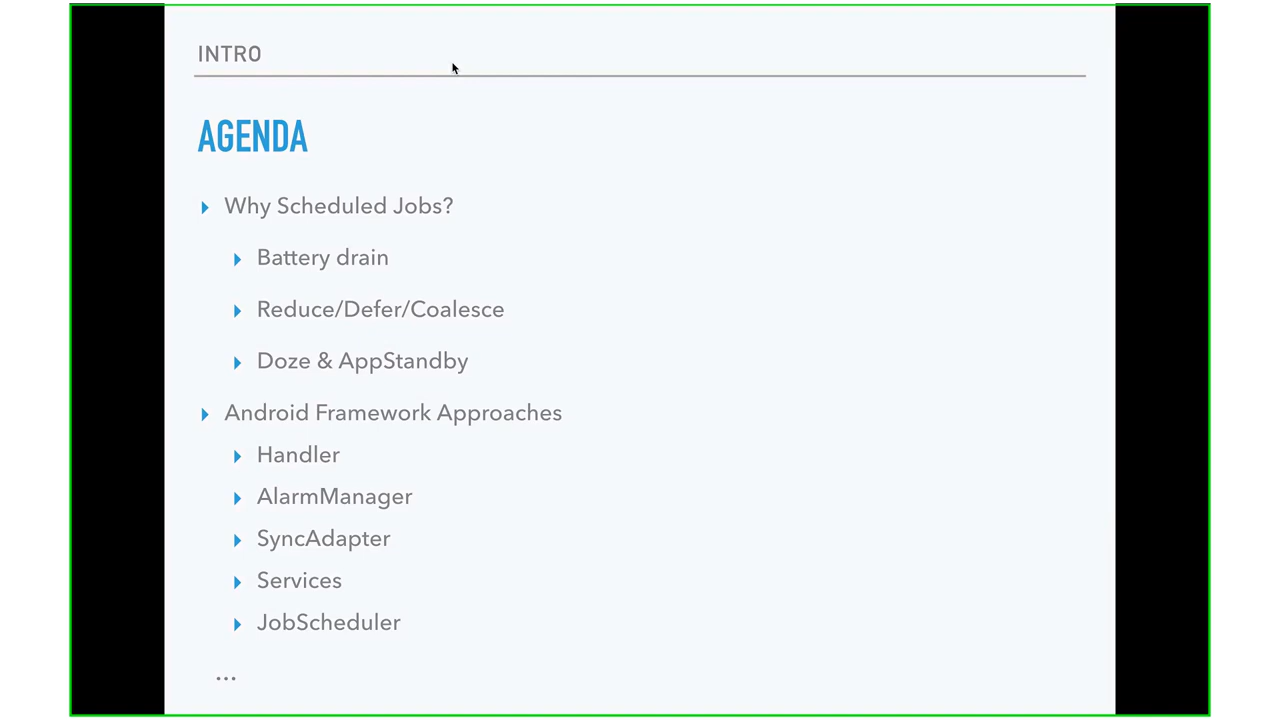 INTRO
AGENDA
Why Scheduled Jobs?
Battery drain
Reduce/Defer/Coalesce
Doze & AppStandby
Android Framework Approaches
Handler
AlarmManager
SyncAdapter
Services
JobScheduler
...